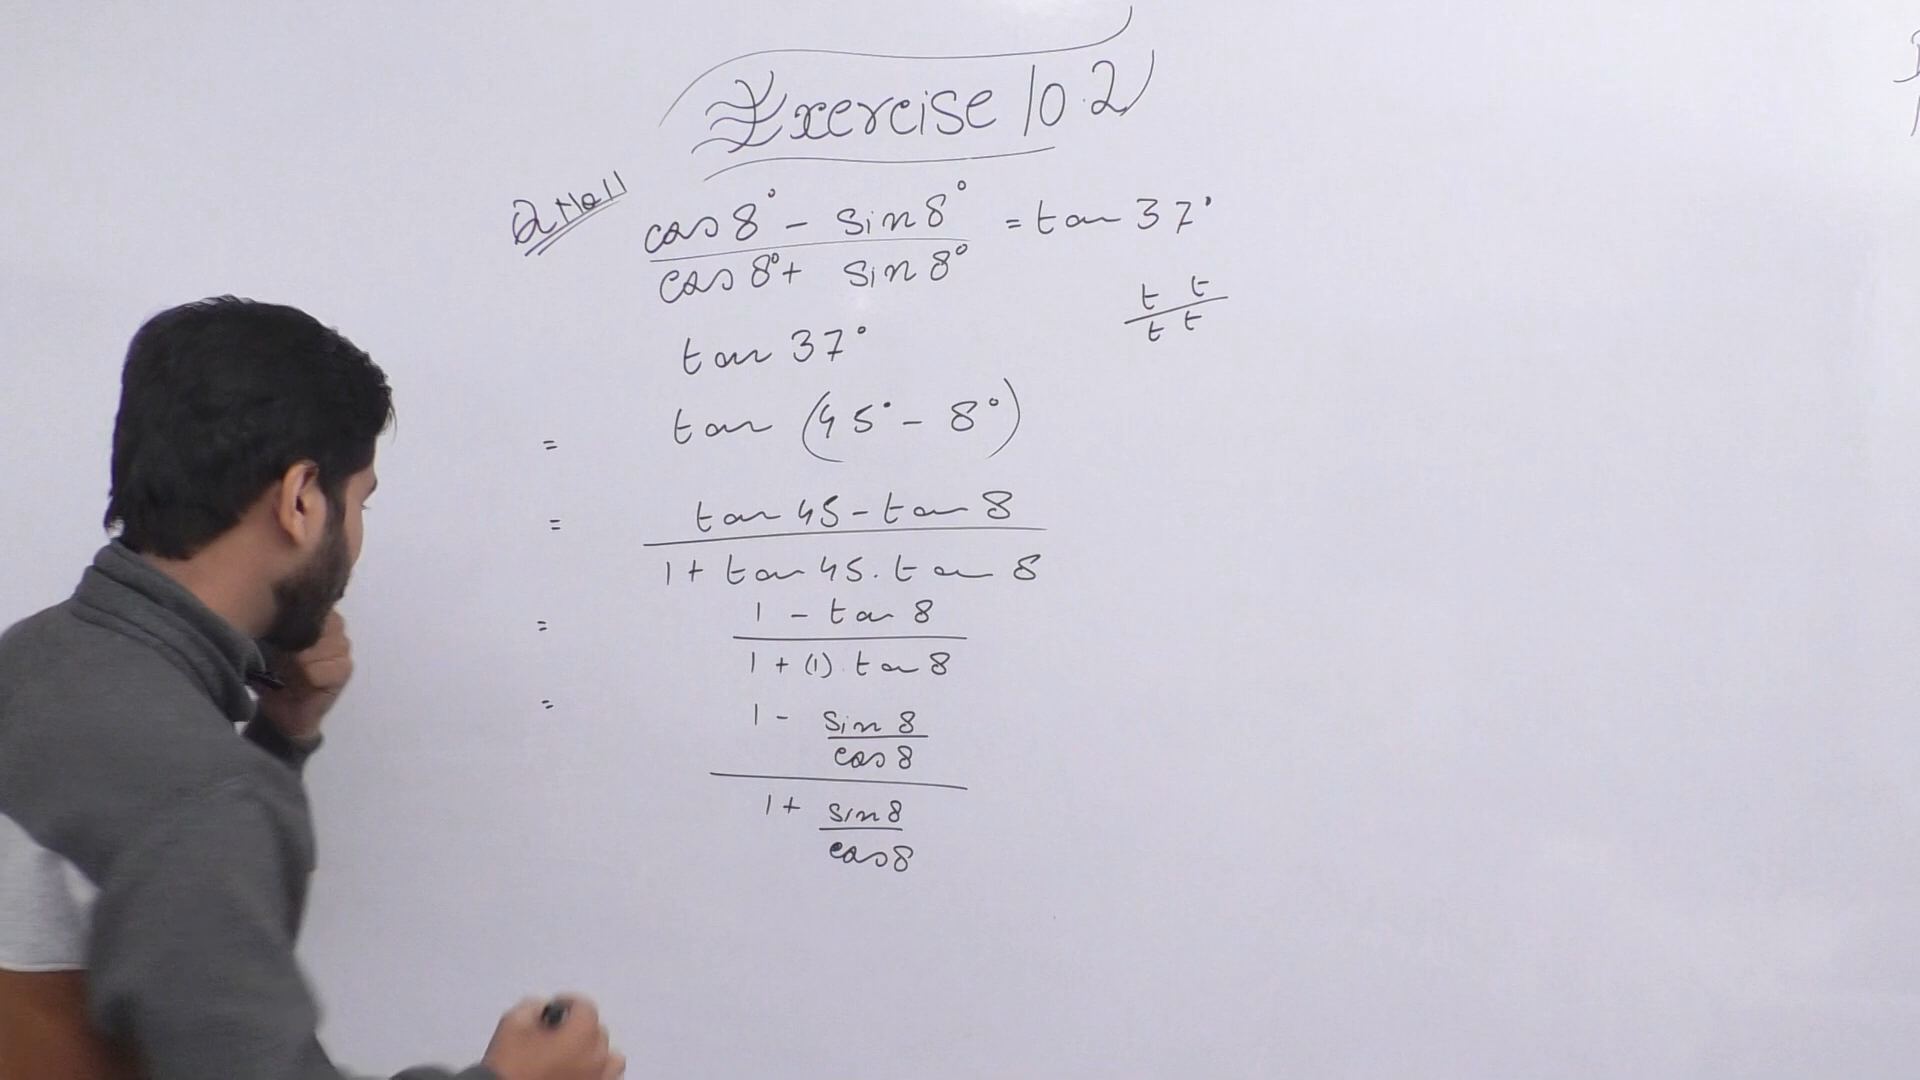 Exercise 10.2
Q No 11
cos 8° - sin 8° = tan 37°
cos 8° + sin 8°
t t
t t
tan 37°
= tan (45° - 8°)
= tan 45 - tan 8
1 + tan 45 . tan 8
= 1 - tan 8
1 + (1) . tan 8
= 1 - sin 8
cos 8
1 + sin 8
cos 8